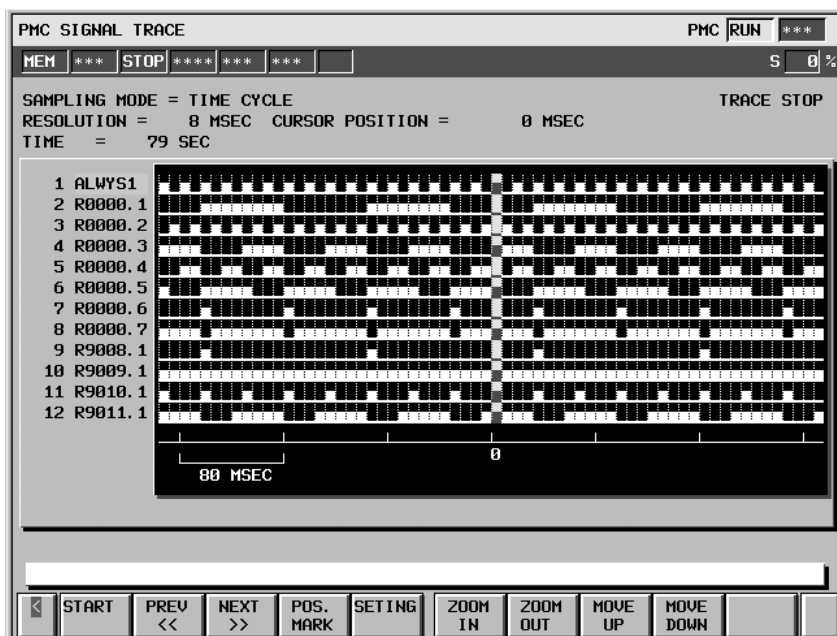 PMC SIGNAL TRACE PMC RUN ***
MEM *** STOP **** *** *** S 0 %
SAMPLING MODE = TIME CYCLE TRACE STOP
RESOLUTION = 8 MSEC CURSOR POSITION = 0 MSEC
TIME = 79 SEC
1 ALWYS1
2 R0000.1
3 R0000.2
4 R0000.3
5 R0000.4
6 R0000.5
7 R0000.6
8 R0000.7
9 R9008.1
10 R9009.1
11 R9010.1
12 R9011.1
0
80 MSEC
< START PREV << NEXT >> POS. MARK SETING ZOOM IN ZOOM OUT MOVE UP MOVE DOWN